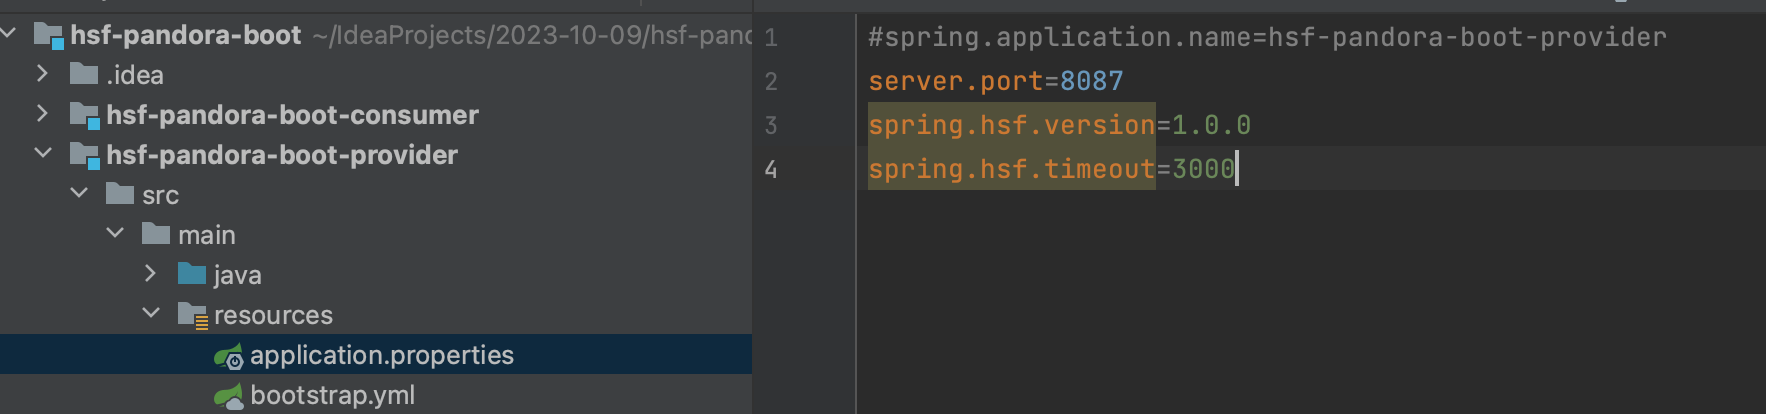 hsf-pandora-boot ~/IdeaProjects/2023-10-09/hsf-pand
.idea
hsf-pandora-boot-consumer
hsf-pandora-boot-provider
src
main
java
resources
application.properties
bootstrap.yml
1 #spring.application.name=hsf-pandora-boot-provider
2 server.port=8087
3 spring.hsf.version=1.0.0
4 spring.hsf.timeout=3000